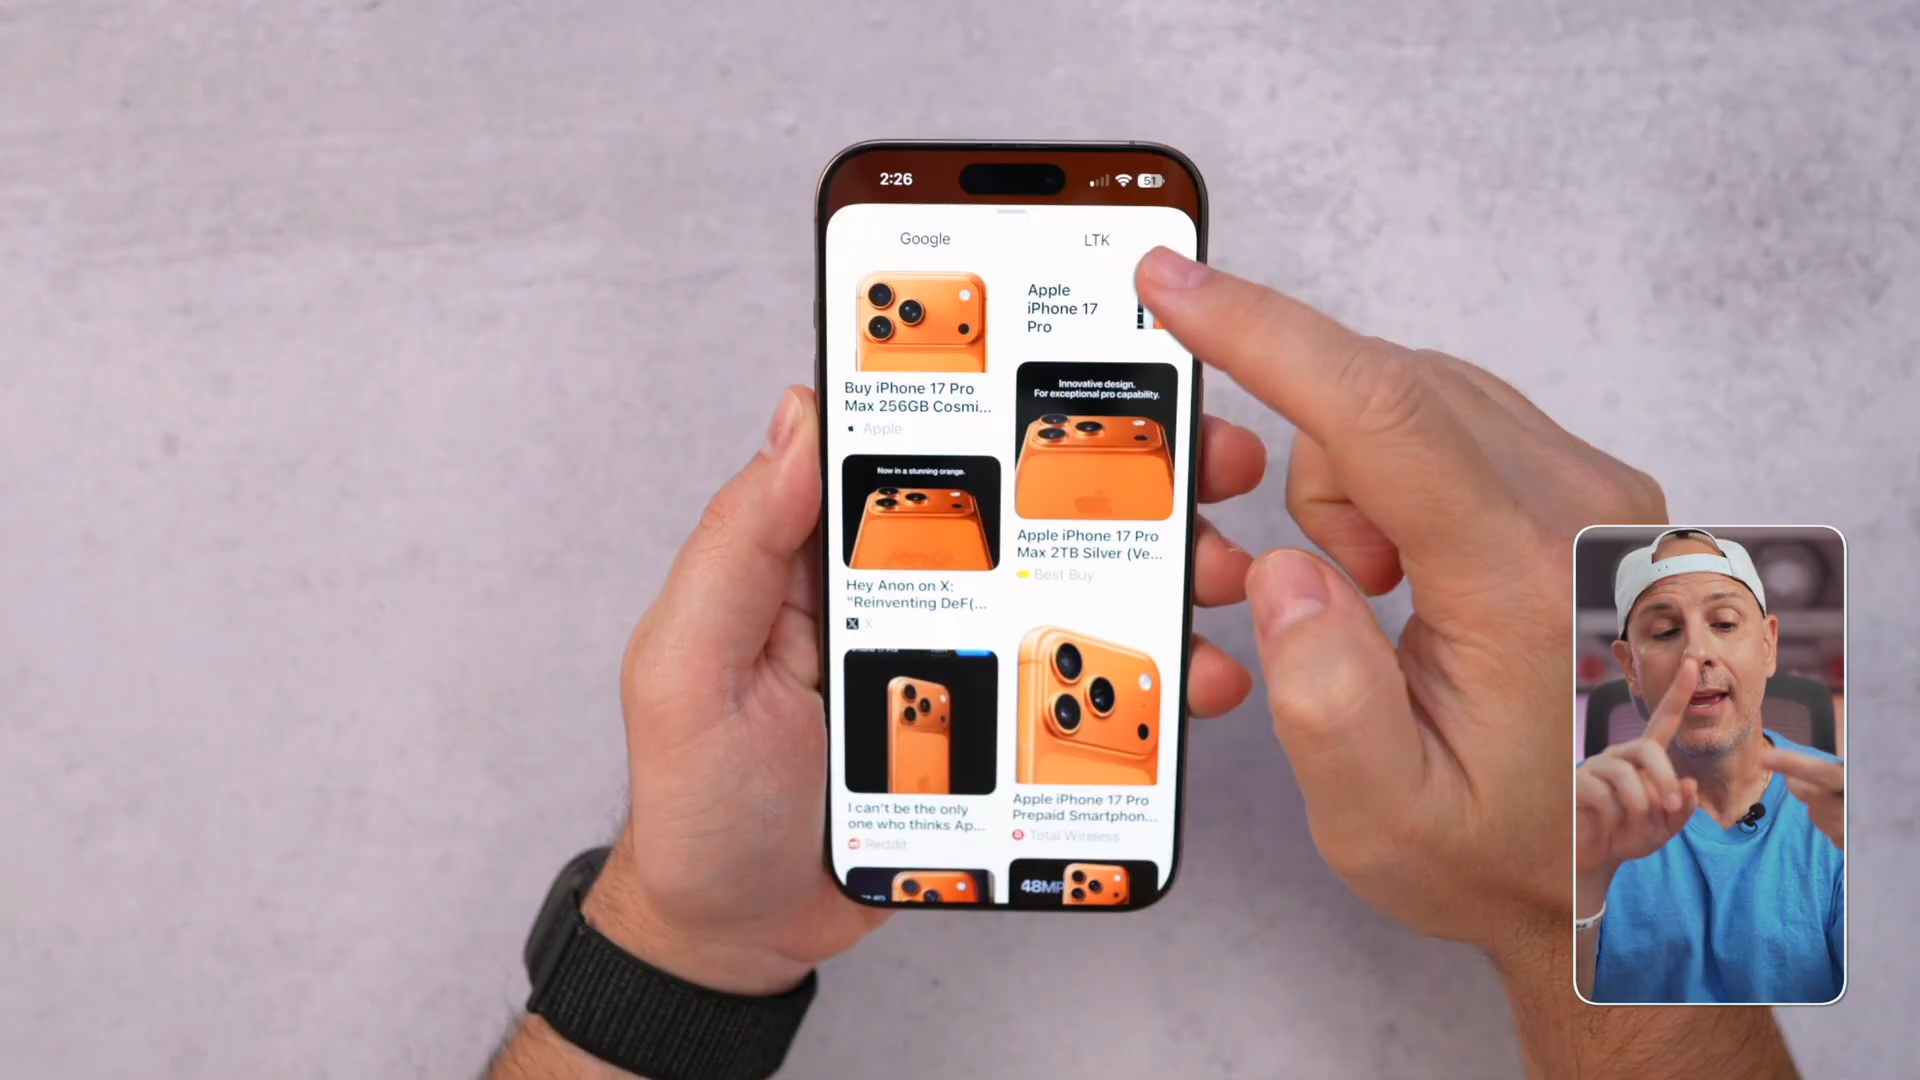 2:26
51
Google
LTK
Buy iPhone 17 Pro
Max 256GB Cosmi...
Apple
Now in a stunning orange.
Hey Anon on X:
"Reinventing DeF(...
X
I can't be the only
one who thinks Ap...
Reddit
Apple
iPhone 17
Pro
Innovative design.
For exceptional pro capability.
Apple iPhone 17 Pro
Max 2TB Silver (Ve...
Best Buy
Apple iPhone 17 Pro
Prepaid Smartphon...
Total Wireless
48MP